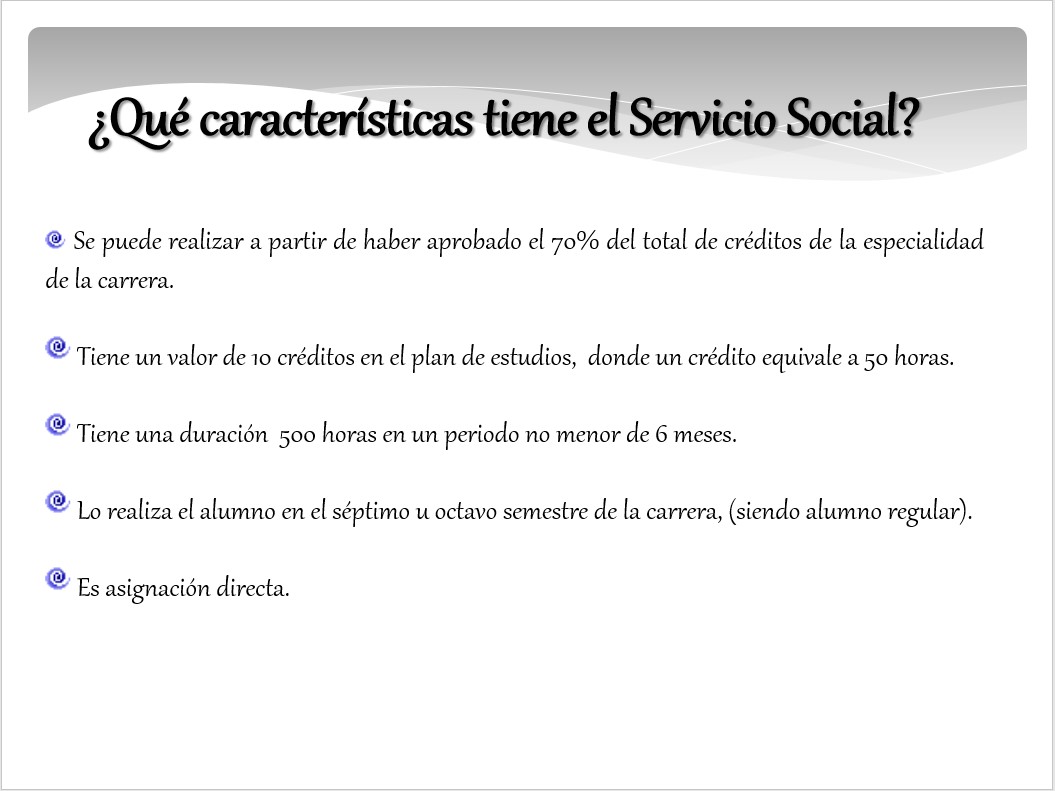 ¿Qué características tiene el Servicio Social?
Se puede realizar a partir de haber aprobado el 70% del total de créditos de la especialidad
de la carrera.
Tiene un valor de 10 créditos en el plan de estudios, donde un crédito equivale a 50 horas.
Tiene una duración 500 horas en un periodo no menor de 6 meses.
Lo realiza el alumno en el séptimo u octavo semestre de la carrera, (siendo alumno regular).
Es asignación directa.